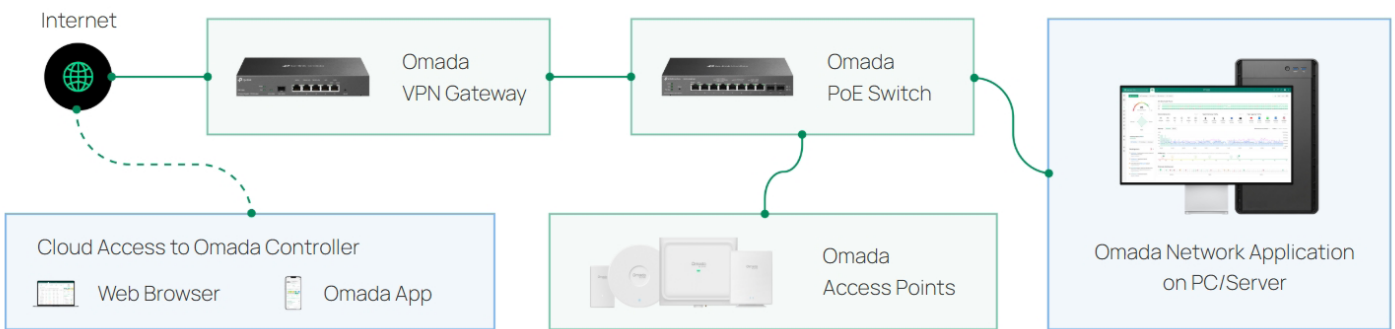 Internet
Omada
VPN Gateway
Omada
PoE Switch
Cloud Access to Omada Controller
Web Browser
Omada App
Omada
Access Points
Omada Network Application
on PC/Server